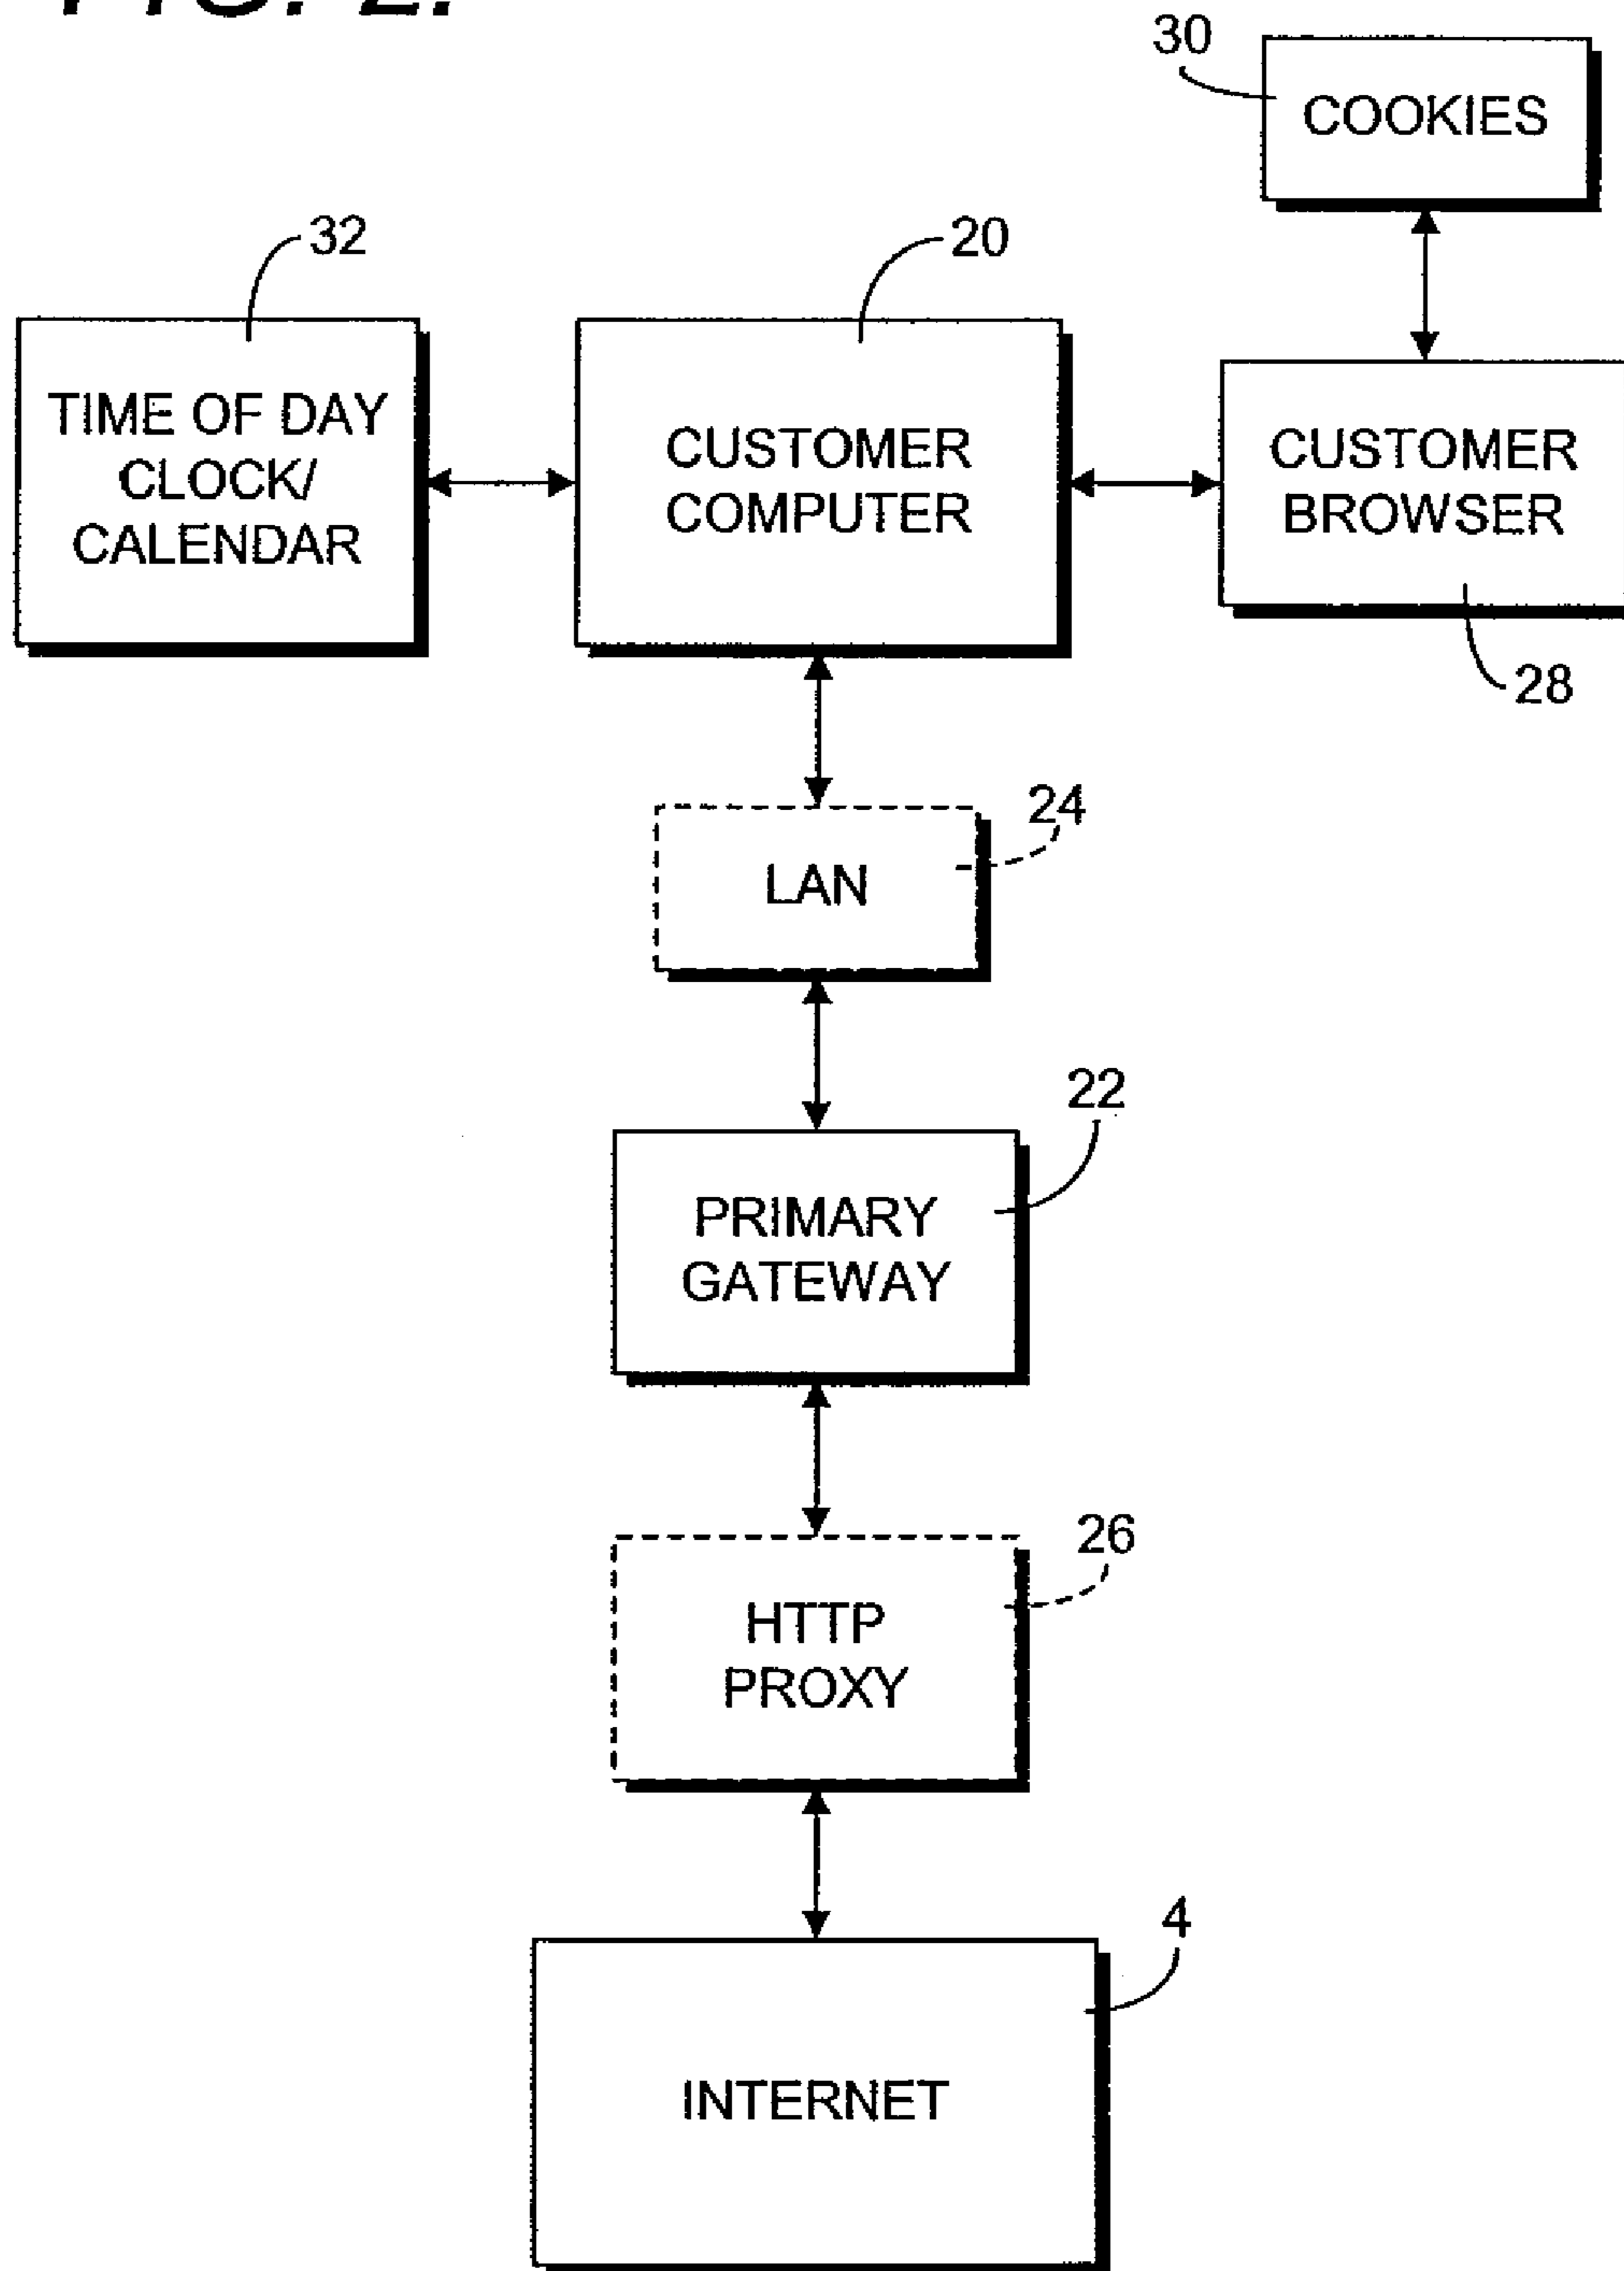 FIG. 2.
30
COOKIES
32
20
TIME OF DAY
CLOCK/
CALENDAR
CUSTOMER
COMPUTER
CUSTOMER
BROWSER
28
24
LAN
22
PRIMARY
GATEWAY
26
HTTP
PROXY
4
INTERNET